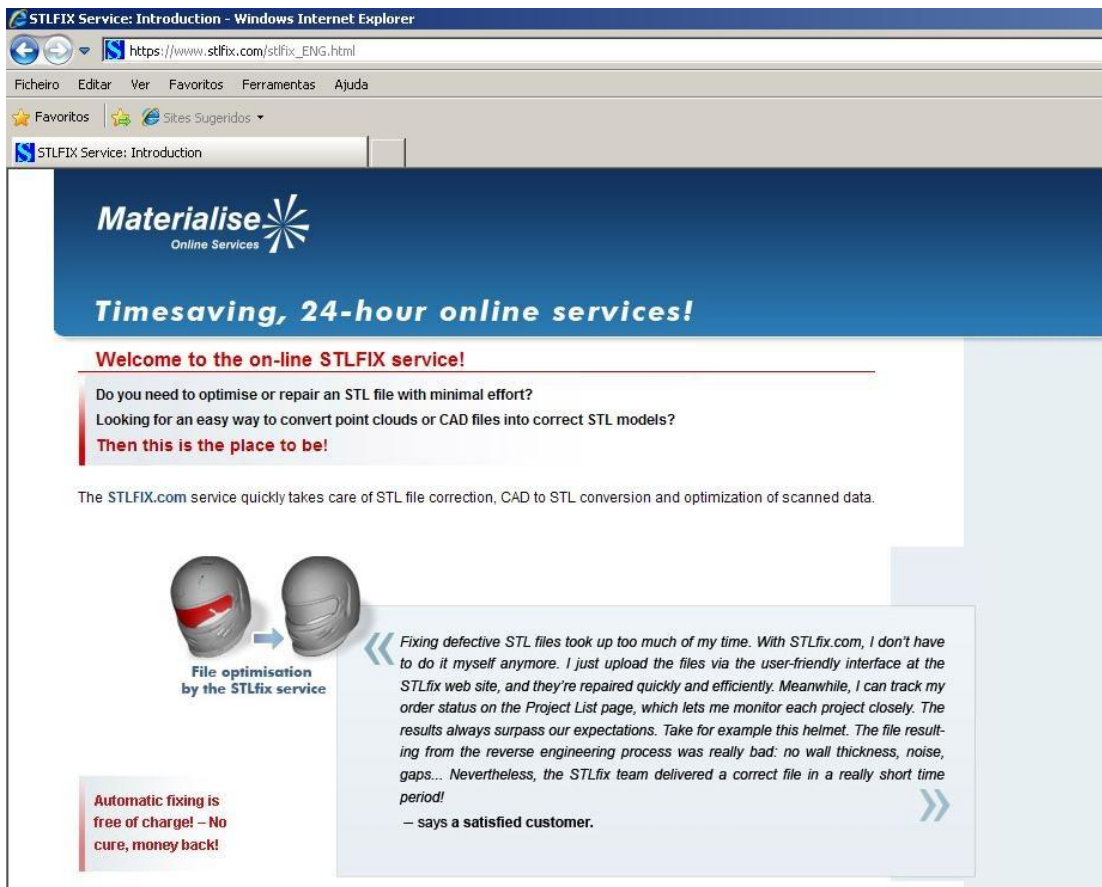 STLFIX Service: Introduction - Windows Internet Explorer
https://www.stlfix.com/stlfix_ENG.html
Ficheiro Editar Ver Favoritos Ferramentas Ajuda
Favoritos Sites Sugeridos
STLFIX Service: Introduction
Materialise
Online Services
Timesaving, 24-hour online services!
Welcome to the on-line STLFIX service!
Do you need to optimise or repair an STL file with minimal effort?
Looking for an easy way to convert point clouds or CAD files into correct STL models?
Then this is the place to be!
The STLFIX.com service quickly takes care of STL file correction, CAD to STL conversion and optimization of scanned data.
File optimisation
by the STLfix service
« Fixing defective STL files took up too much of my time. With STLfix.com, I don't have
to do it myself anymore. I just upload the files via the user-friendly interface at the
STLfix web site, and they're repaired quickly and efficiently. Meanwhile, I can track my
order status on the Project List page, which lets me monitor each project closely. The
results always surpass our expectations. Take for example this helmet. The file result-
ing from the reverse engineering process was really bad: no wall thickness, noise,
gaps... Nevertheless, the STLfix team delivered a correct file in a really short time
period! »
– says a satisfied customer.
Automatic fixing is
free of charge! – No
cure, money back!